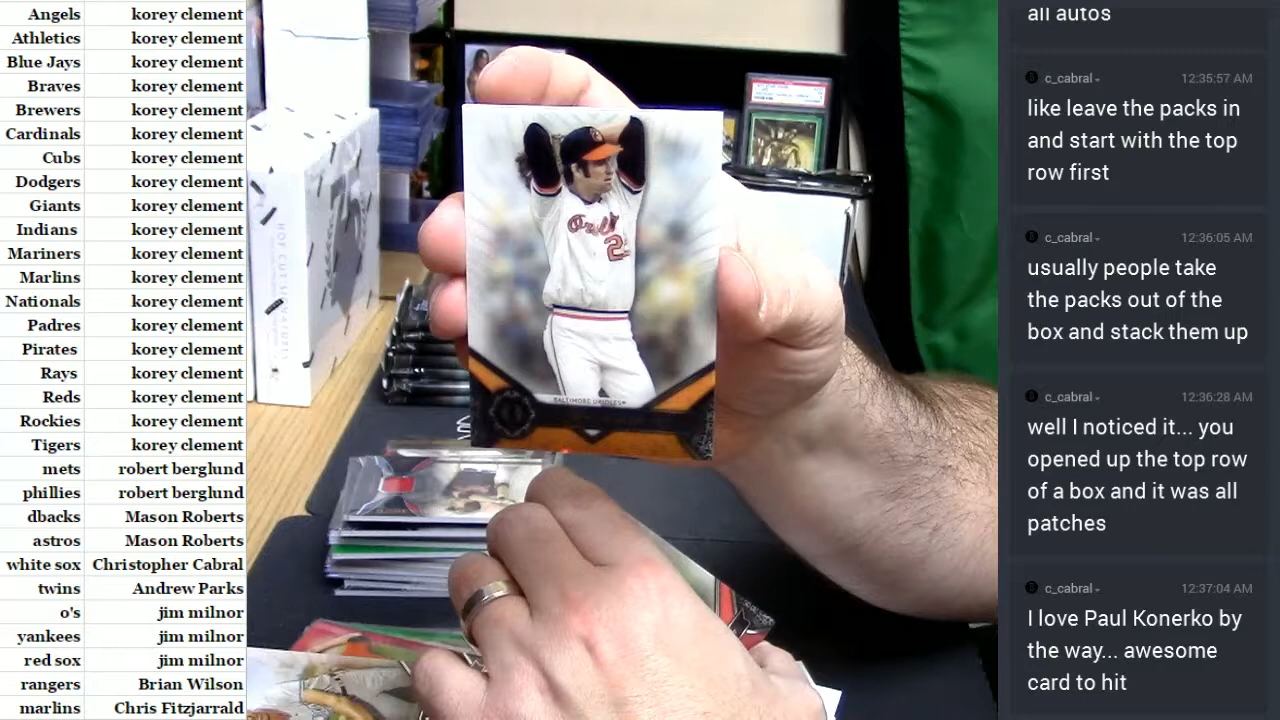 Angels korey clement
Athletics korey clement
Blue Jays korey clement
Braves korey clement
Brewers korey clement
Cardinals korey clement
Cubs korey clement
Dodgers korey clement
Giants korey clement
Indians korey clement
Mariners korey clement
Marlins korey clement
Nationals korey clement
Padres korey clement
Pirates korey clement
Rays korey clement
Reds korey clement
Rockies korey clement
Tigers korey clement
mets robert berglund
phillies robert berglund
dbacks Mason Roberts
astros Mason Roberts
white sox Christopher Cabral
twins Andrew Parks
o's jim milnor
yankees jim milnor
red sox jim milnor
rangers Brian Wilson
marlins Chris Fitzjarrald
BALTIMORE ORIOLES
all autos
c_cabral 12:35:57 AM
like leave the packs in
and start with the top
row first
c_cabral 12:36:05 AM
usually people take
the packs out of the
box and stack them up
c_cabral 12:36:28 AM
well I noticed it... you
opened up the top row
of a box and it was all
patches
c_cabral 12:37:04 AM
I love Paul Konerko by
the way... awesome
card to hit